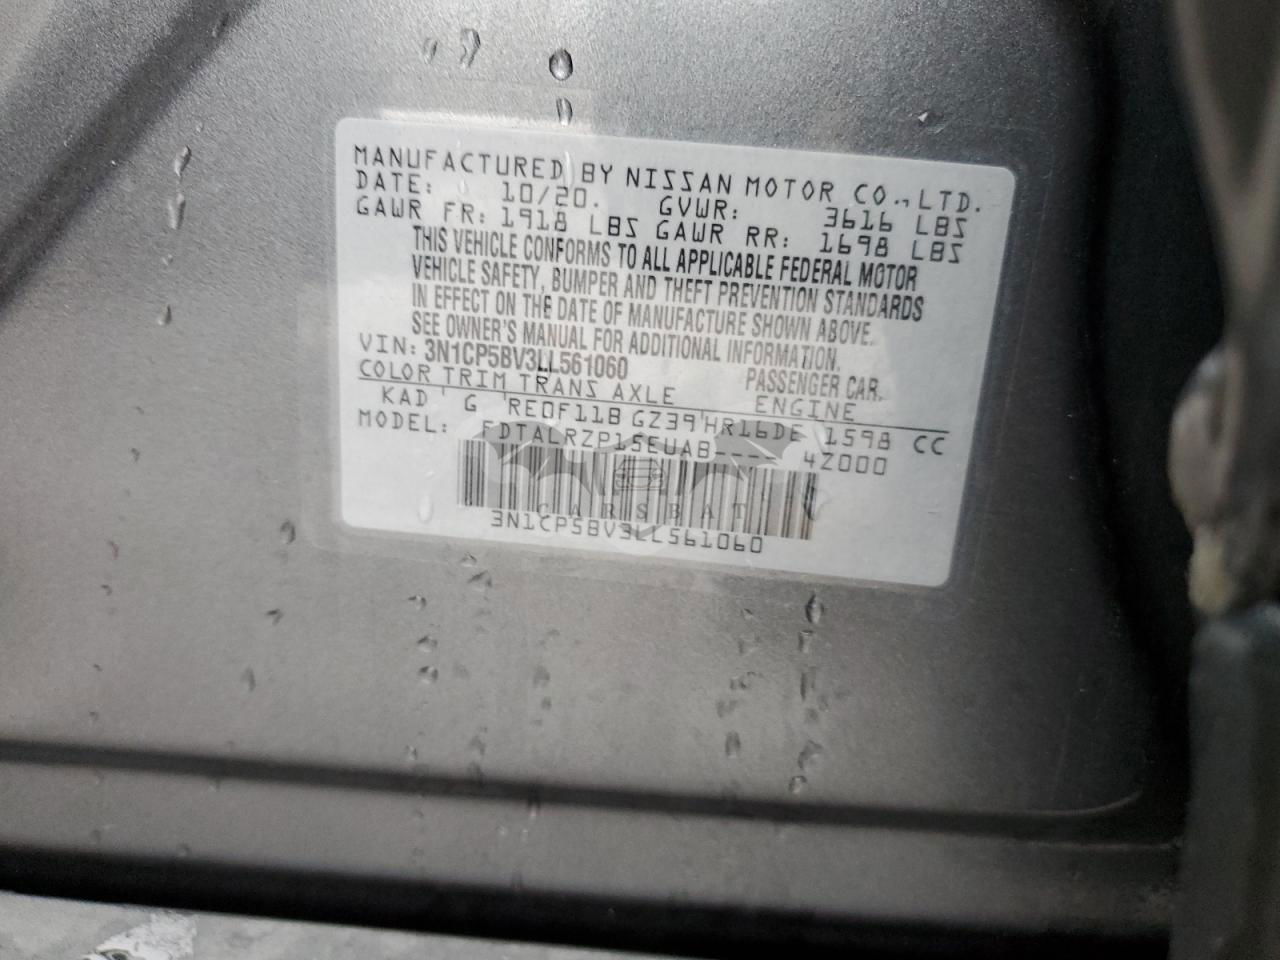 MANUFACTURED BY NISSAN MOTOR CO.,LTD.
DATE: 10/20. GVWR: 3616 LBS
GAWR FR: 1918 LBS GAWR RR: 1698 LBS
THIS VEHICLE CONFORMS TO ALL APPLICABLE FEDERAL MOTOR
VEHICLE SAFETY, BUMPER AND THEFT PREVENTION STANDARDS
IN EFFECT ON THE DATE OF MANUFACTURE SHOWN ABOVE.
SEE OWNER'S MANUAL FOR ADDITIONAL INFORMATION.
VIN: 3N1CP5BV3LL561060 PASSENGER CAR.
COLOR TRIM TRANS AXLE ENGINE
KAD G RE0F11B GZ39 HR16DE 1598 CC
MODEL: FDTALRZP15EUAB---- 4Z000
CARSBAT
3N1CP5BV3LL561060